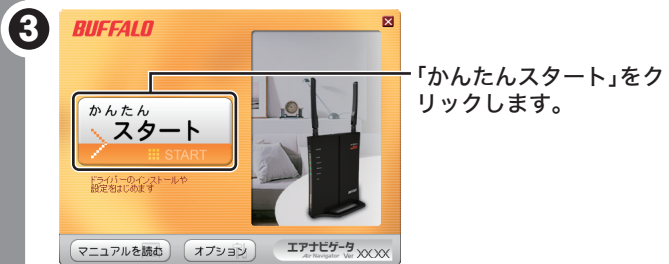 3
BUFFALO
「かんたんスタート」をク
リックします。
かんたん
スタート
START
ドライバーのインストールや
設定をはじめます
BUFFALO
マニュアルを読む
オプション
エアナビゲータ
Air Navigator Ver XX.XX